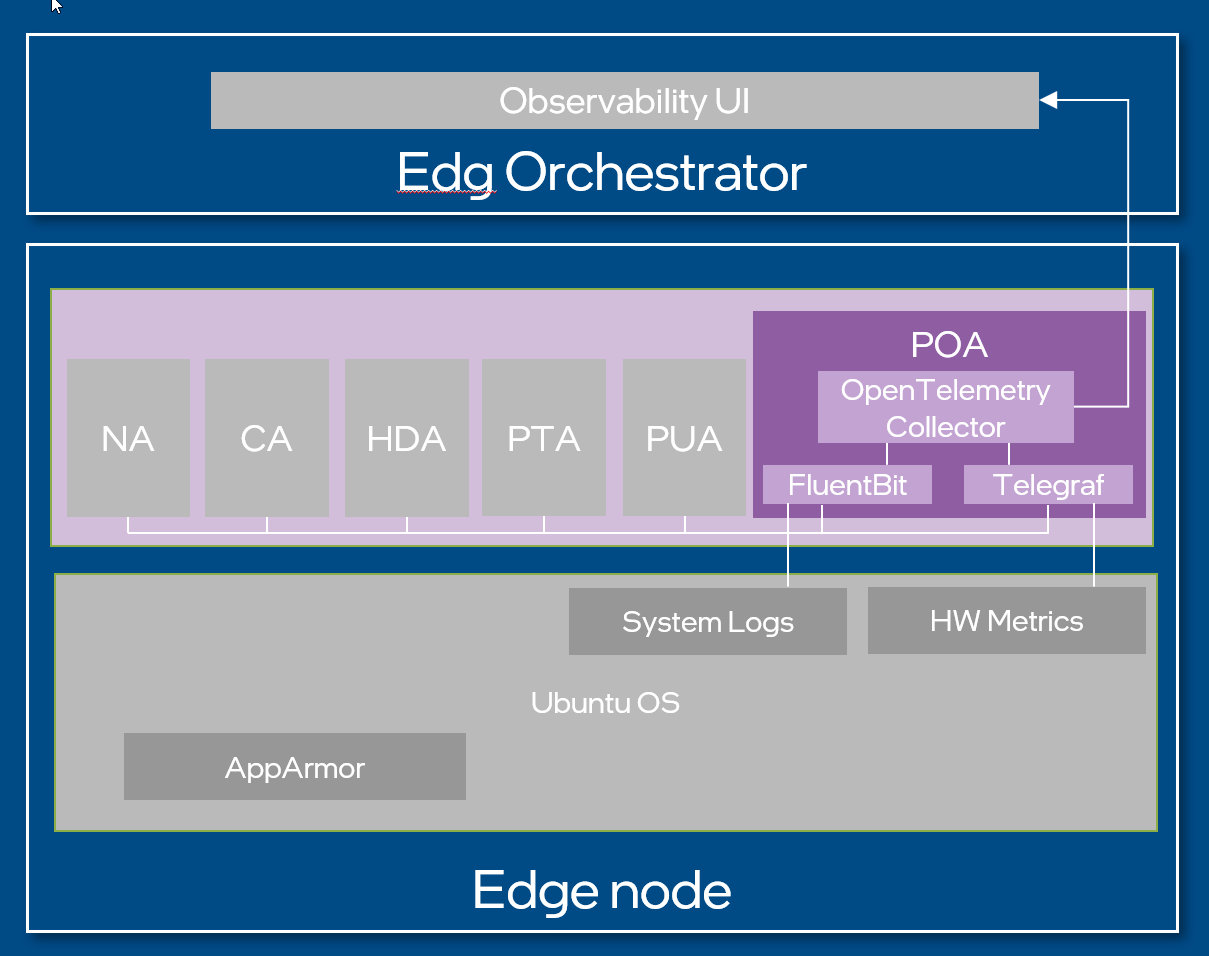 Observability UI
Edg Orchestrator
POA
OpenTelemetry
Collector
NA
CA
HDA
PTA
PUA
FluentBit
Telegraf
System Logs
HW Metrics
Ubuntu OS
AppArmor
Edge node